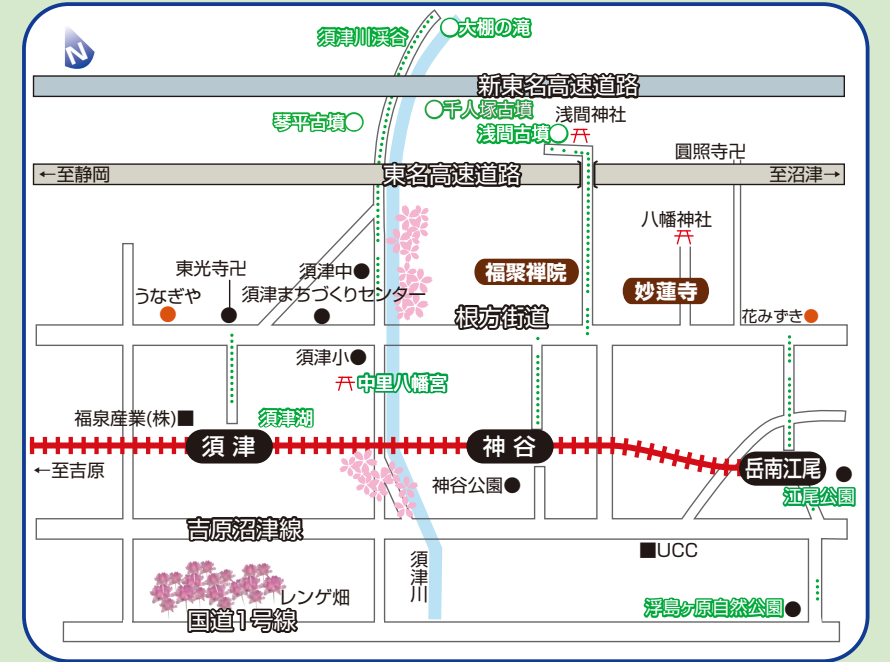 N
須津川渓谷
大棚の滝
新東名高速道路
琴平古墳
千人塚古墳
浅間神社
浅間古墳
圓照寺卍
←至静岡
東名高速道路
至沼津→
八幡神社
東光寺卍
須津中
福聚禅院
妙蓮寺
うなぎや
須津まちづくりセンター
根方街道
花みずき
須津小
中里八幡宮
福泉産業(株)■
須津湖
須津
神谷
岳南江尾
←至吉原
神谷公園
江尾公園
吉原沼津線
■UCC
須津川
レンゲ畑
国道1号線
浮島ヶ原自然公園